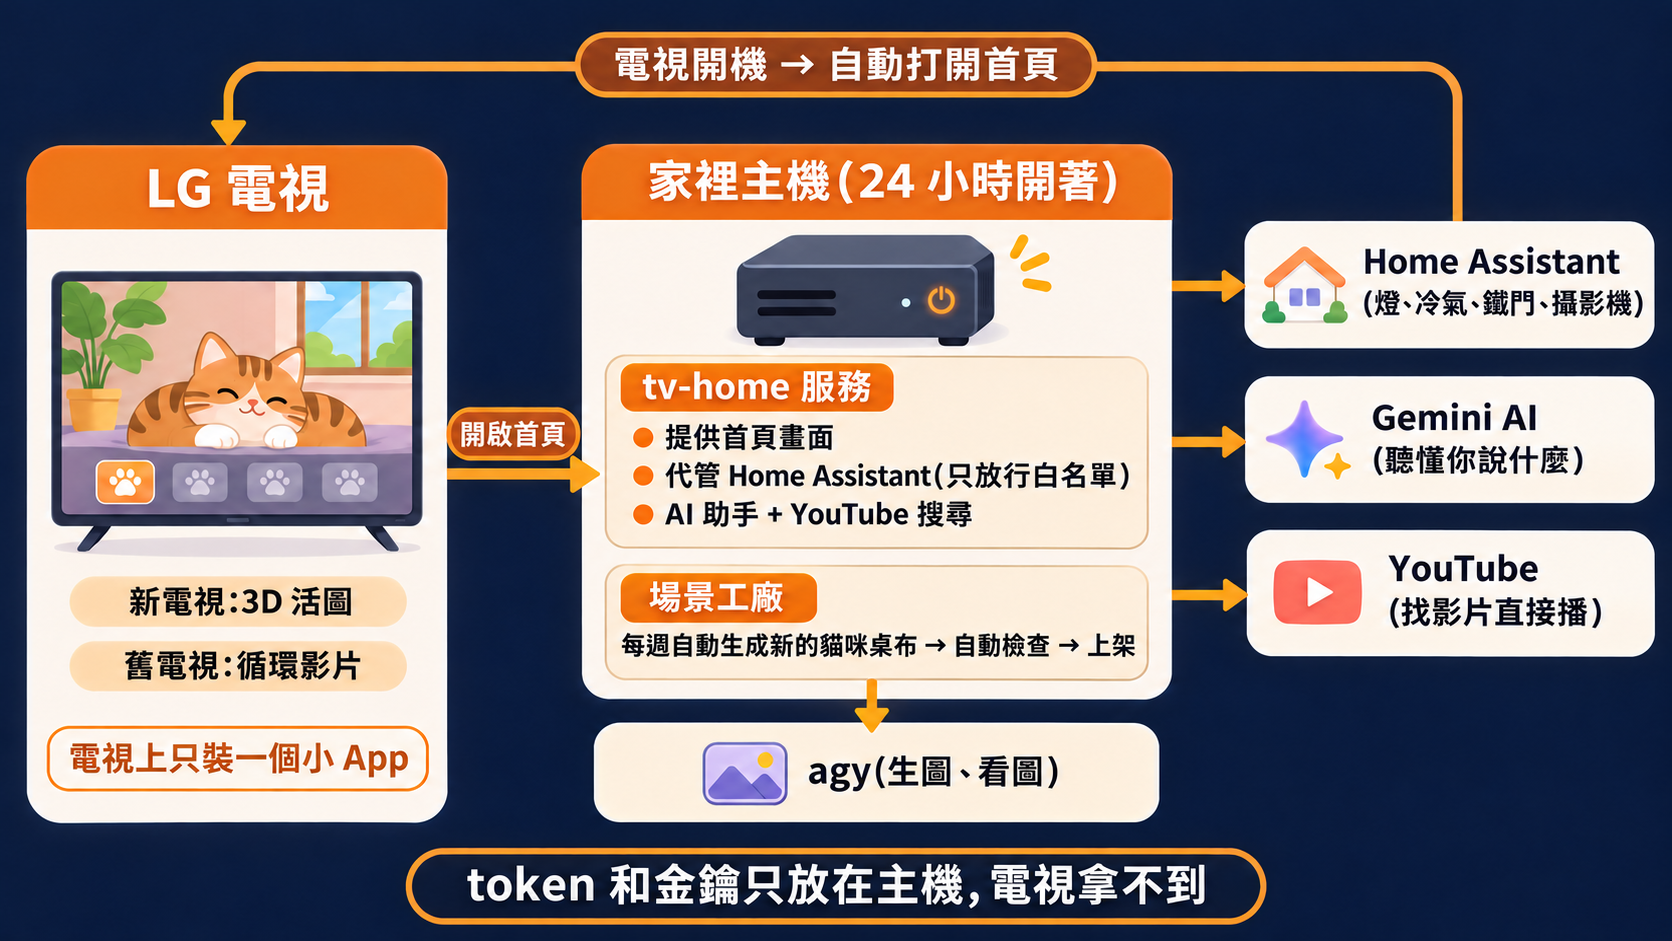 電視開機 → 自動打開首頁
LG 電視
新電視:3D 活圖
舊電視:循環影片
電視上只裝一個小 App
開啟首頁
家裡主機(24 小時開著)
tv-home 服務
提供首頁畫面
代管 Home Assistant(只放行白名單)
AI 助手 + YouTube 搜尋
場景工廠
每週自動生成新的貓咪桌布 → 自動檢查 → 上架
agy(生圖、看圖)
Home Assistant
(燈、冷氣、鐵門、攝影機)
Gemini AI
(聽懂你說什麼)
YouTube
(找影片直接播)
token 和金鑰只放在主機,電視拿不到